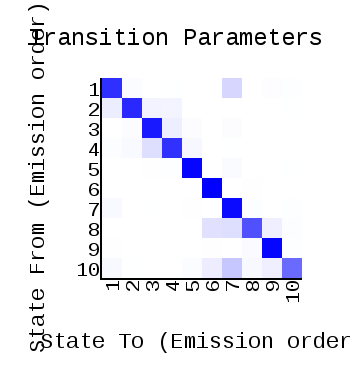 Transition Parameters
State From (Emission order)
1
2
3
4
5
6
7
8
9
10
1 2 3 4 5 6 7 8 9 10
State To (Emission order